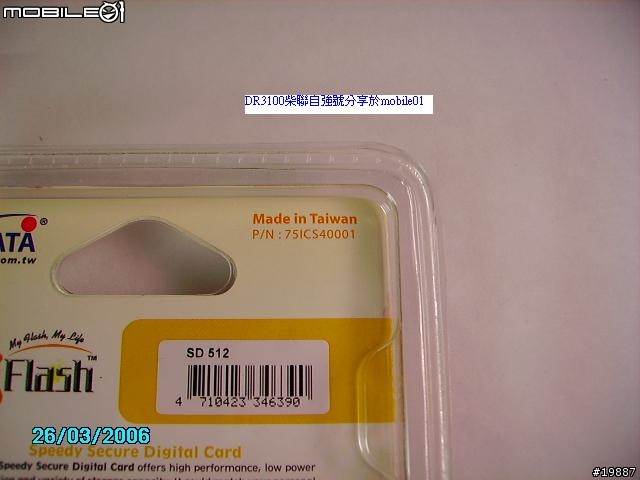 MOBILE01
DR3100柴聯自強號分享於mobile01
ATA®
om.tw
Made in Taiwan
P/N : 75ICS40001
My Flash, My Life
Flash™
SD 512
4 710423 346390
26/03/2006
Speedy Secure Digital Card
Speedy Secure Digital Card offers high performance, low power
#19887